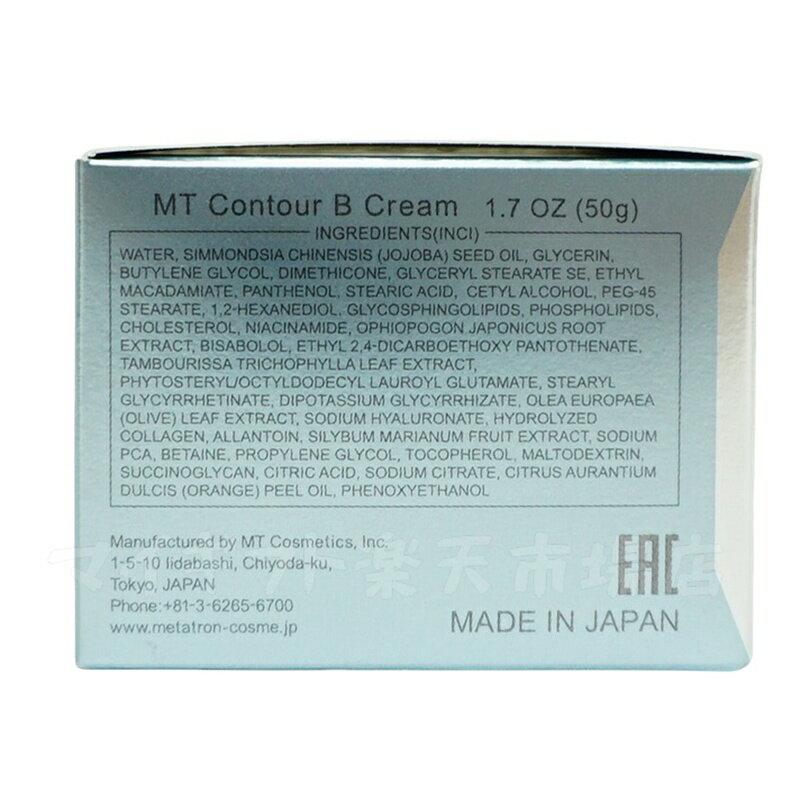 MT Contour B Cream 1.7 OZ (50g)
INGREDIENTS(INCI)
WATER, SIMMONDSIA CHINENSIS (JOJOBA) SEED OIL, GLYCERIN,
BUTYLENE GLYCOL, DIMETHICONE, GLYCERYL STEARATE SE, ETHYL
MACADAMIATE, PANTHENOL, STEARIC ACID, CETYL ALCOHOL, PEG-45
STEARATE, 1,2-HEXANEDIOL, GLYCOSPHINGOLIPIDS, PHOSPHOLIPIDS,
CHOLESTEROL, NIACINAMIDE, OPHIOPOGON JAPONICUS ROOT
EXTRACT, BISABOLOL, ETHYL 2,4-DICARBOETHOXY PANTOTHENATE,
TAMBOURISSA TRICHOPHYLLA LEAF EXTRACT,
PHYTOSTERYL/OCTYLDODECYL LAUROYL GLUTAMATE, STEARYL
GLYCYRRHETINATE, DIPOTASSIUM GLYCYRRHIZATE, OLEA EUROPAEA
(OLIVE) LEAF EXTRACT, SODIUM HYALURONATE, HYDROLYZED
COLLAGEN, ALLANTOIN, SILYBUM MARIANUM FRUIT EXTRACT, SODIUM
PCA, BETAINE, PROPYLENE GLYCOL, TOCOPHEROL, MALTODEXTRIN,
SUCCINOGLYCAN, CITRIC ACID, SODIUM CITRATE, CITRUS AURANTIUM
DULCIS (ORANGE) PEEL OIL, PHENOXYETHANOL
Manufactured by MT Cosmetics, Inc.
1-5-10 Iidabashi, Chiyoda-ku,
Tokyo, JAPAN
Phone:+81-3-6265-6700
www.metatron-cosme.jp
EAC
MADE IN JAPAN
楽天市場店